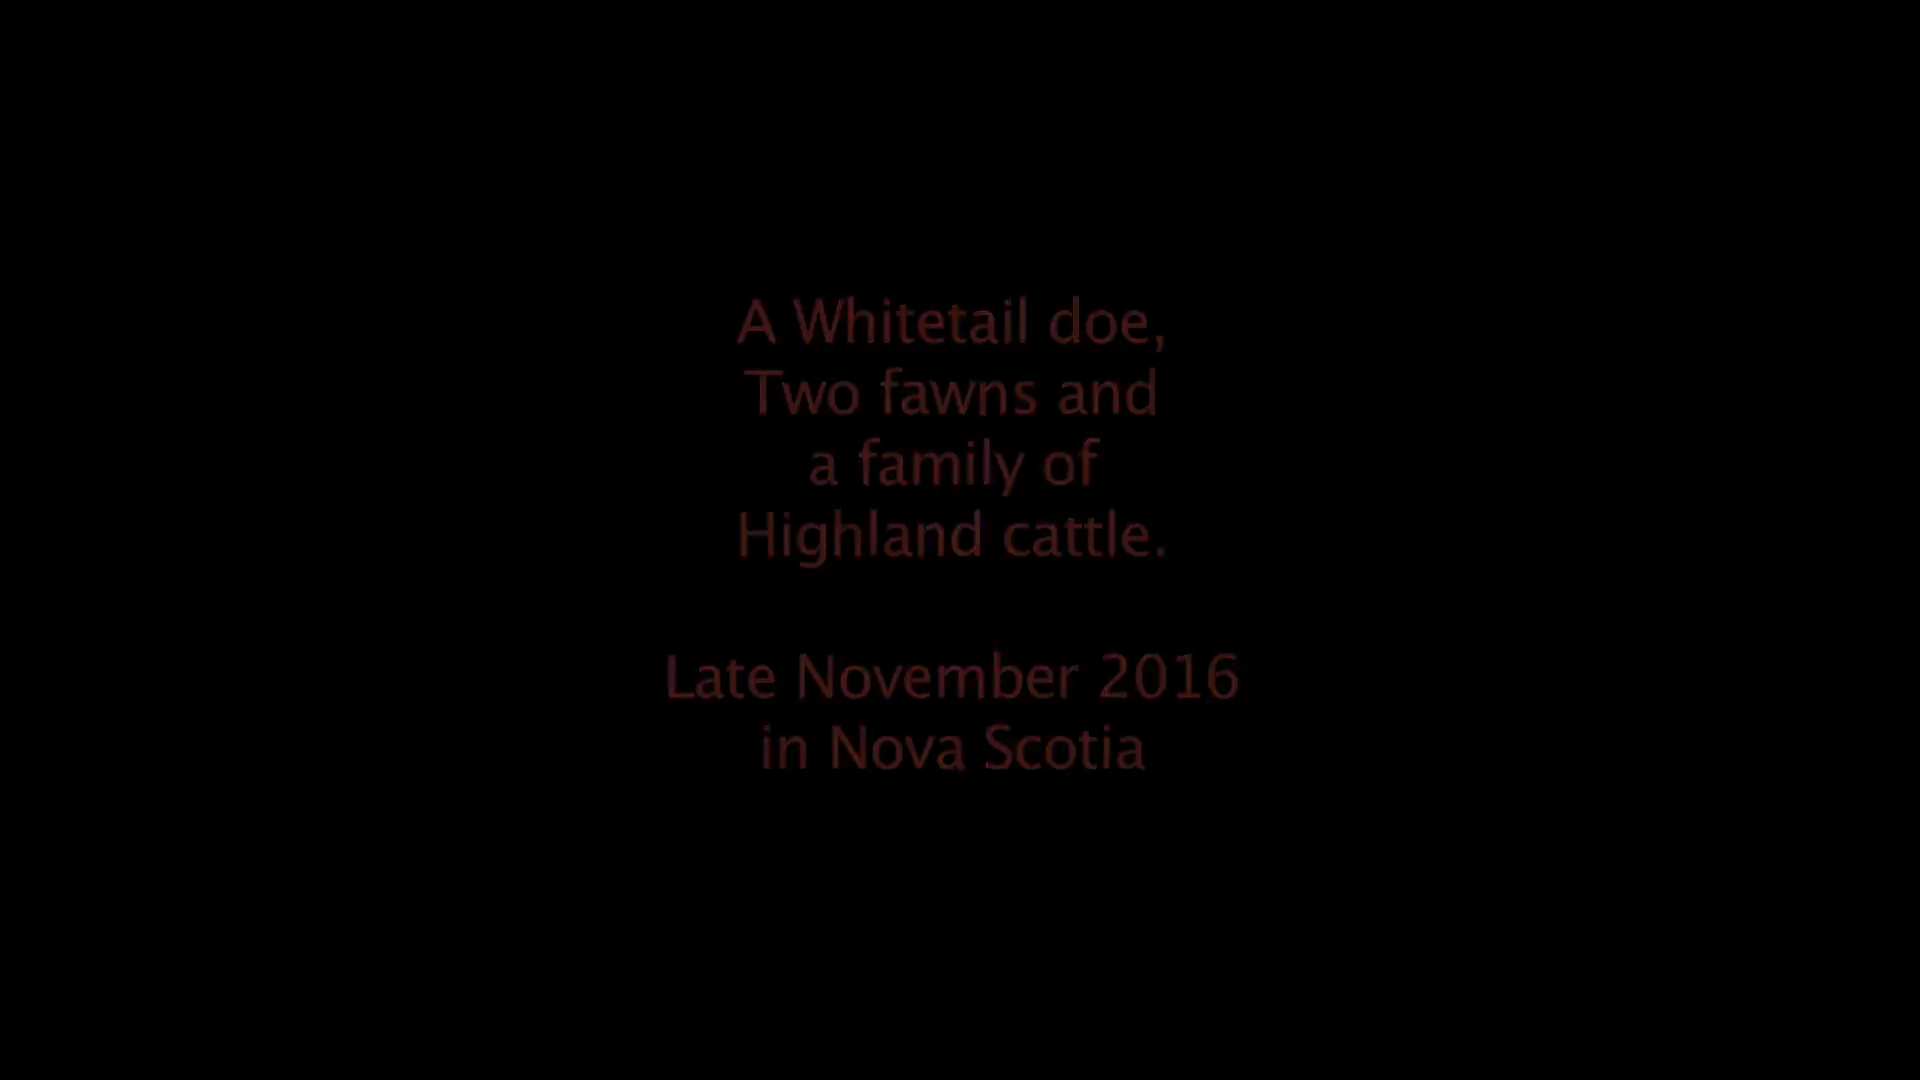 A Whitetail doe,
Two fawns and
a family of
Highland cattle.
Late November 2016
in Nova Scotia